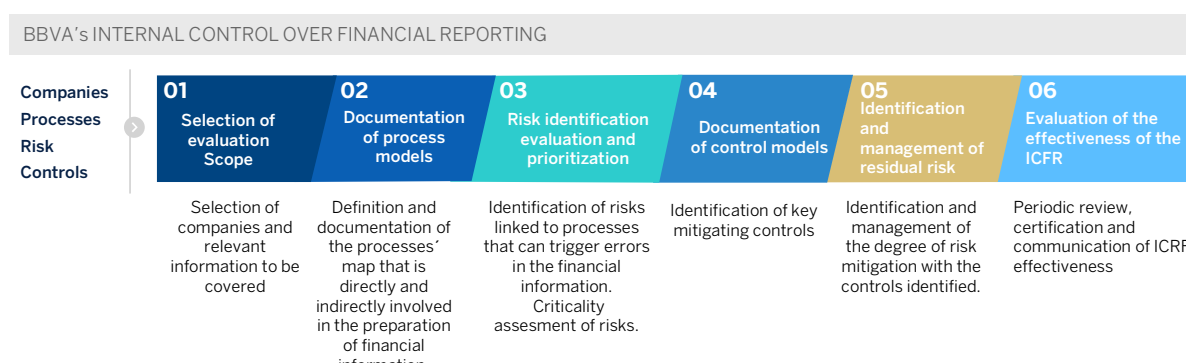 BBVA's INTERNAL CONTROL OVER FINANCIAL REPORTING
Companies
Processes
Risk
Controls
01
Selection of
evaluation
Scope
02
Documentation
of process
models
03
Risk identification
evaluation and
prioritization
04
Documentation
of control models
05
Identification
and
management of
residual risk
06
Evaluation of the
effectiveness of the
ICFR
Selection of
companies and
relevant
information to be
covered
Definition and
documentation of
the processes´
map that is
directly and
indirectly involved
in the preparation
of financial
Identification of risks
linked to processes
that can trigger errors
in the financial
information.
Criticality
assesment of risks.
Identification of key
mitigating controls
Identification and
management of
the degree of risk
mitigation with the
controls identified.
Periodic review,
certification and
communication of ICRF
effectiveness